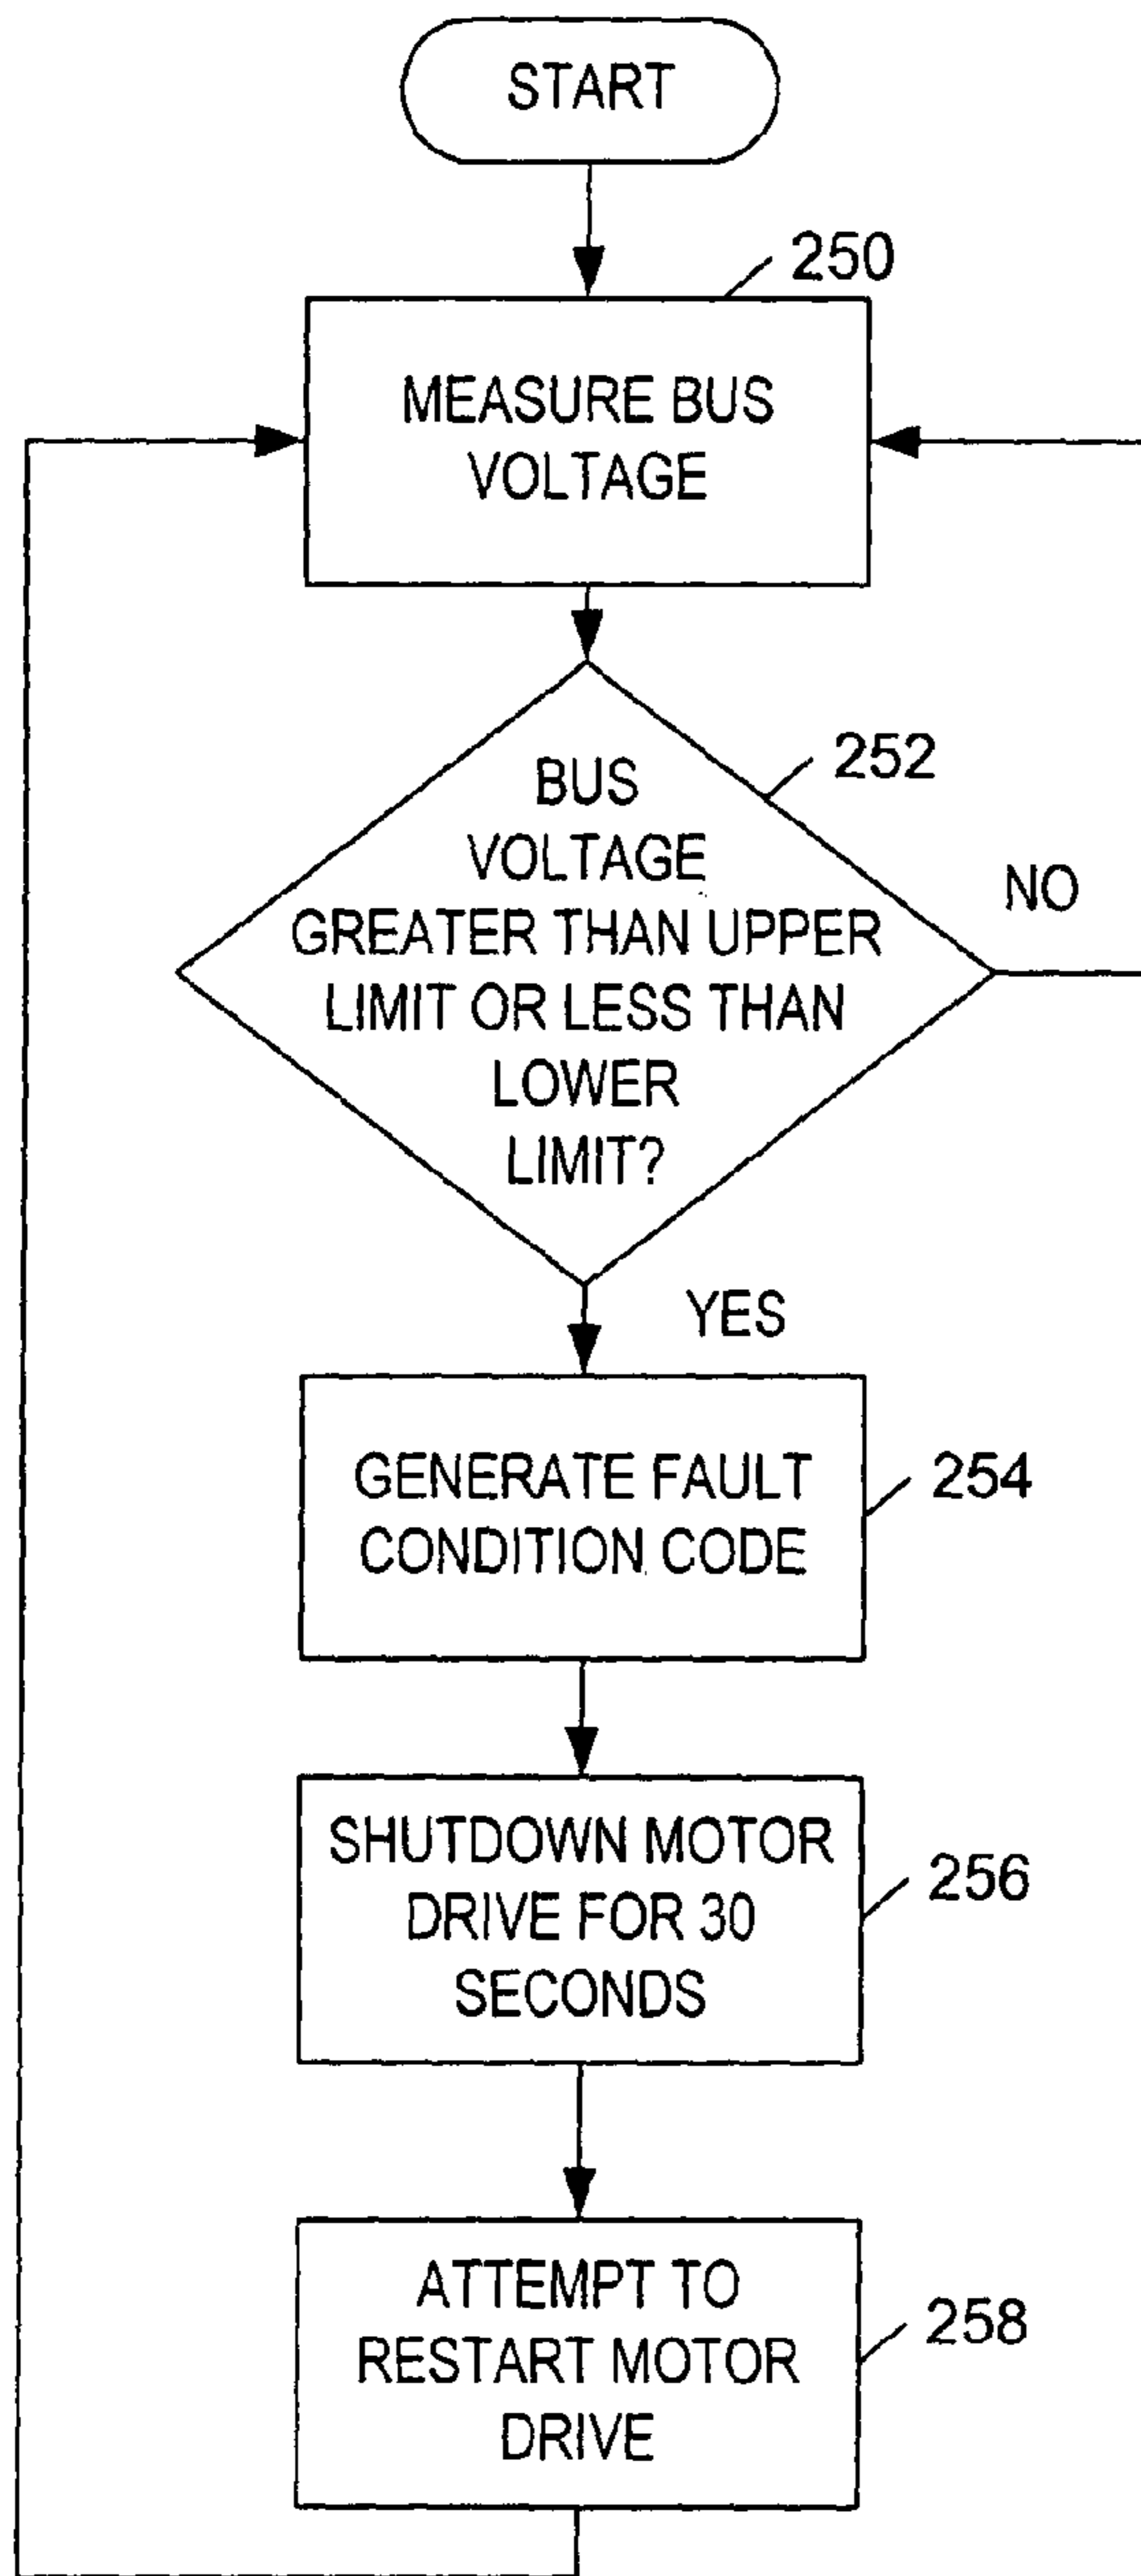 START
250
MEASURE BUS
VOLTAGE
252
BUS
VOLTAGE
GREATER THAN UPPER
LIMIT OR LESS THAN
LOWER
LIMIT?
NO
YES
GENERATE FAULT
CONDITION CODE
254
SHUTDOWN MOTOR
DRIVE FOR 30
SECONDS
256
ATTEMPT TO
RESTART MOTOR
DRIVE
258